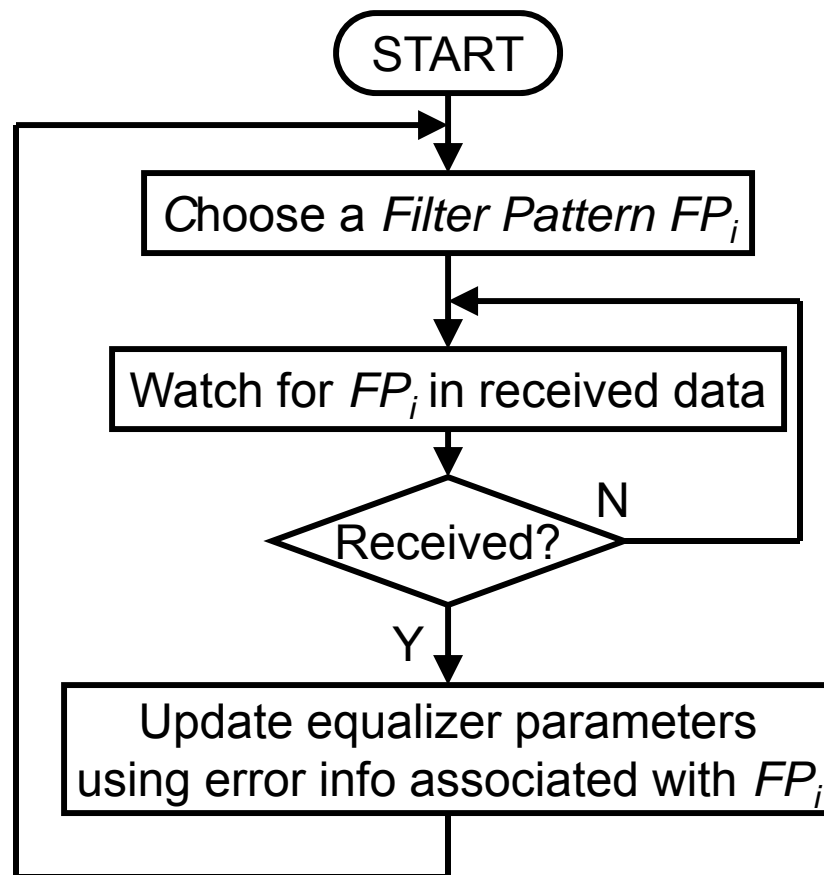 START
Choose a Filter Pattern FPi
Watch for FPi in received data
N
Received?
Y
Update equalizer parameters
using error info associated with FPi